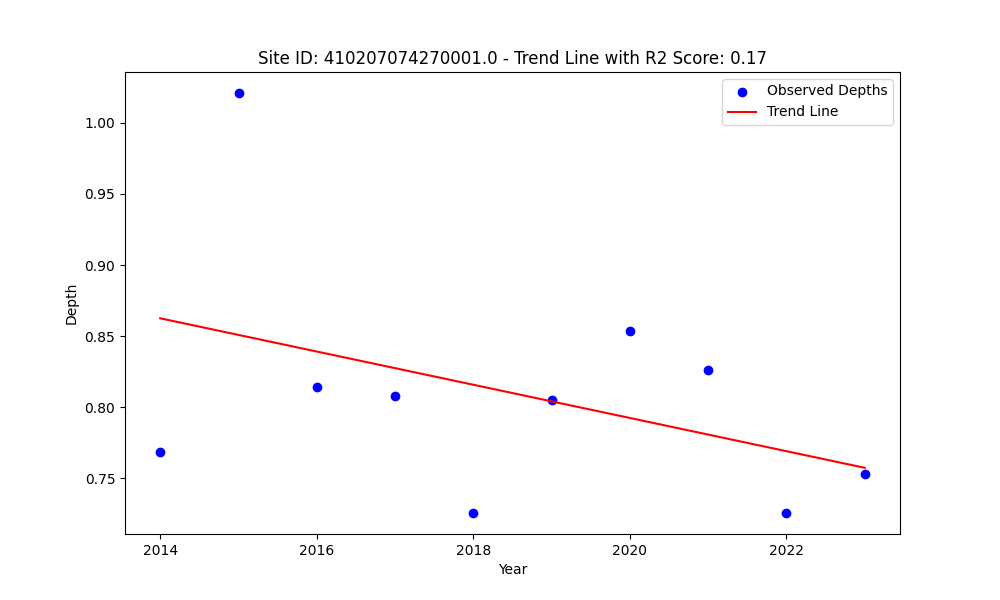 Site ID: 410207074270001.0 - Trend Line with R2 Score: 0.17
Observed Depths
Trend Line
1.00
0.95
0.90
0.85
0.80
0.75
Depth
2014
2016
2018
2020
2022
Year